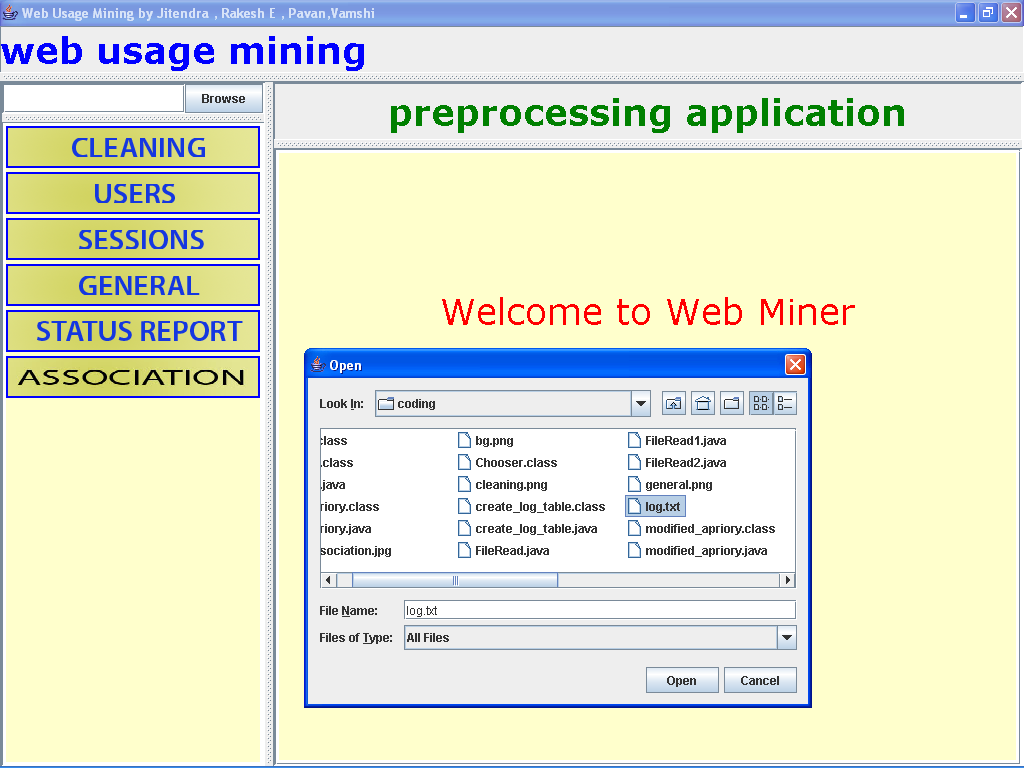 Web Usage Mining by Jitendra , Rakesh E , Pavan,Vamshi
web usage mining
Browse
preprocessing application
CLEANING
USERS
SESSIONS
GENERAL
STATUS REPORT
ASSOCIATION
Welcome to Web Miner
Open
Look In: coding
:lass bg.png FileRead1.java
.class Chooser.class FileRead2.java
.java cleaning.png general.png
riory.class create_log_table.class log.txt
riory.java create_log_table.java modified_apriory.class
sociation.jpg FileRead.java modified_apriory.java
File Name: log.txt
Files of Type: All Files
Open Cancel